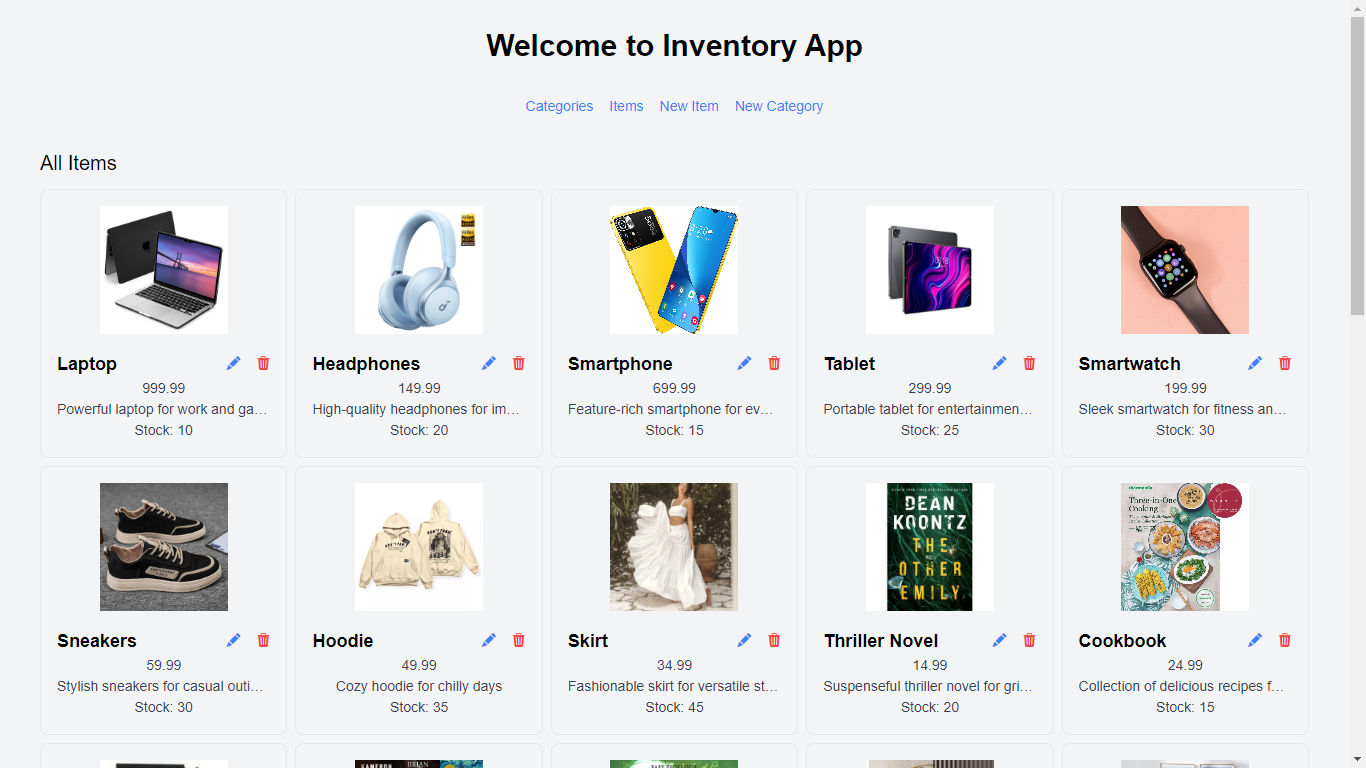 Welcome to Inventory App
Categories Items New Item New Category
All Items
Laptop
999.99
Powerful laptop for work and ga…
Stock: 10
Headphones
149.99
High-quality headphones for im…
Stock: 20
Smartphone
699.99
Feature-rich smartphone for ev…
Stock: 15
Tablet
299.99
Portable tablet for entertainmen…
Stock: 25
Smartwatch
199.99
Sleek smartwatch for fitness an…
Stock: 30
Sneakers
59.99
Stylish sneakers for casual outi…
Stock: 30
Hoodie
49.99
Cozy hoodie for chilly days
Stock: 35
Skirt
34.99
Fashionable skirt for versatile st…
Stock: 45
DEAN
KOONTZ
THE
OTHER
EMILY
Thriller Novel
14.99
Suspenseful thriller novel for gri…
Stock: 20
Three-in-One
Cooking
Cookbook
24.99
Collection of delicious recipes f…
Stock: 15
KAMERON
BRIAN